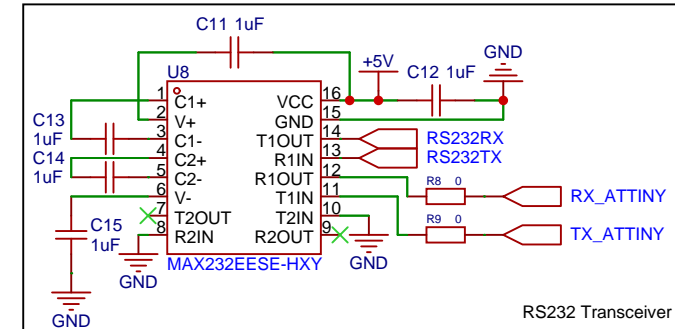 C11 1uF
U8
+5V
C12 1uF
GND
1 C1+ VCC 16
2 V+ GND 15
C13
1uF
3 C1- T1OUT 14 RS232RX
4 C2+ R1IN 13 RS232TX
C14
1uF
5 C2- R1OUT 12
R8 0
RX_ATTINY
6 V- T1IN 11
7 T2OUT T2IN 10
8 R2IN R2OUT 9
R9 0
TX_ATTINY
C15
1uF
MAX232EESE-HXY
GND
GND
GND
RS232 Transceiver